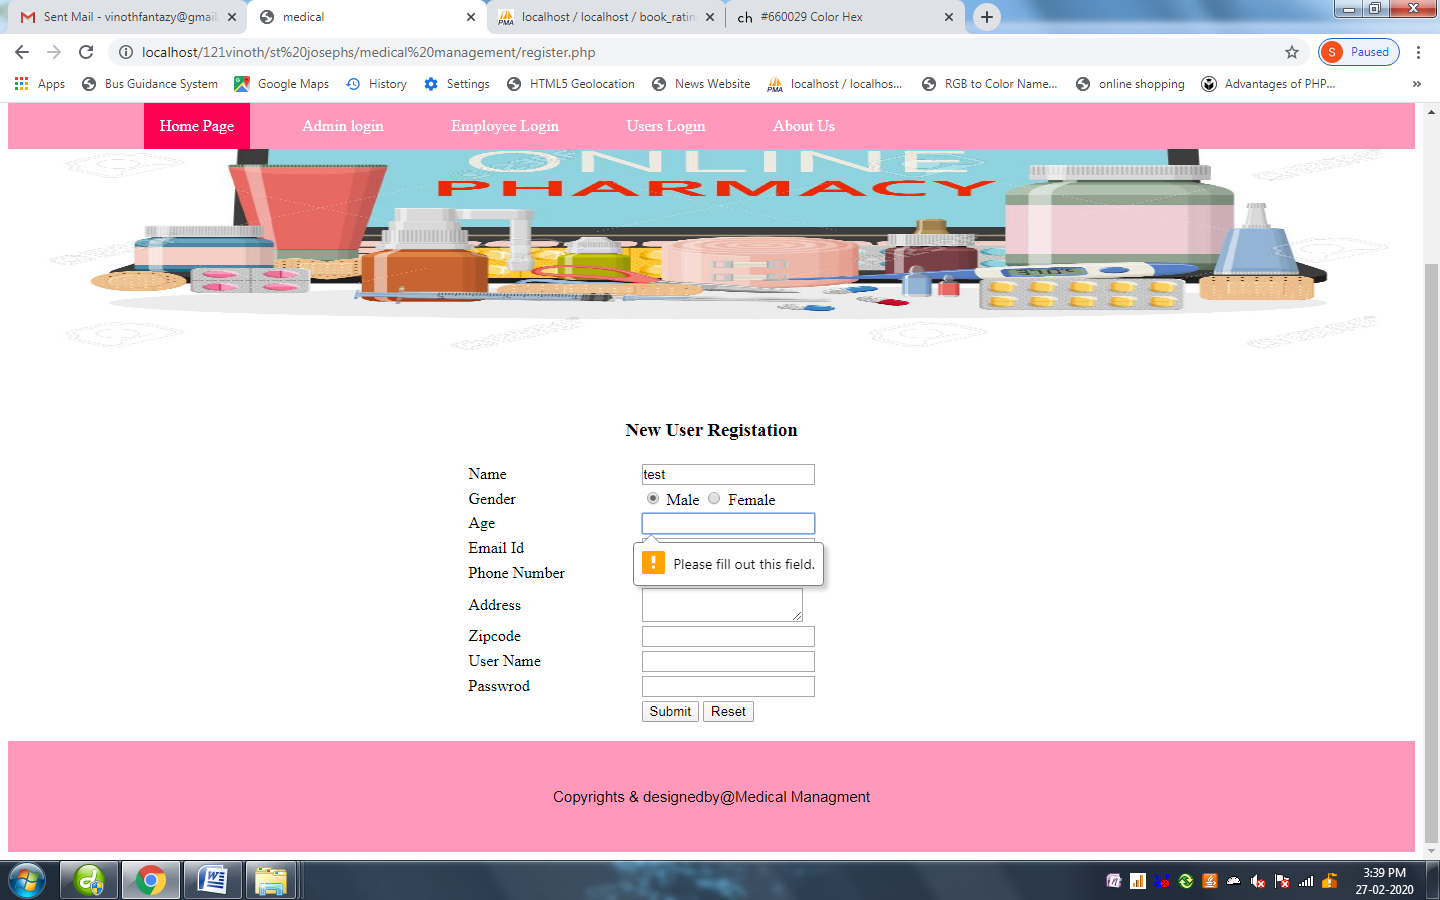 Sent Mail - vinothfantazy@gmail
medical
localhost / localhost / book_ratin
ch #660029 Color Hex
localhost/121vinoth/st%20josephs/medical%20management/register.php
S Paused
Apps
Bus Guidance System
Google Maps
History
Settings
HTML5 Geolocation
News Website
localhost / localhos...
RGB to Color Name...
online shopping
Advantages of PHP...
»
Home Page
Admin login
Employee Login
Users Login
About Us
ONLINE
PHARMACY
New User Registation
Name test
Gender Male Female
Age
Email Id
Please fill out this field.
Phone Number
Address
Zipcode
User Name
Passwrod
Submit Reset
Copyrights & designedby@Medical Managment
3:39 PM
27-02-2020